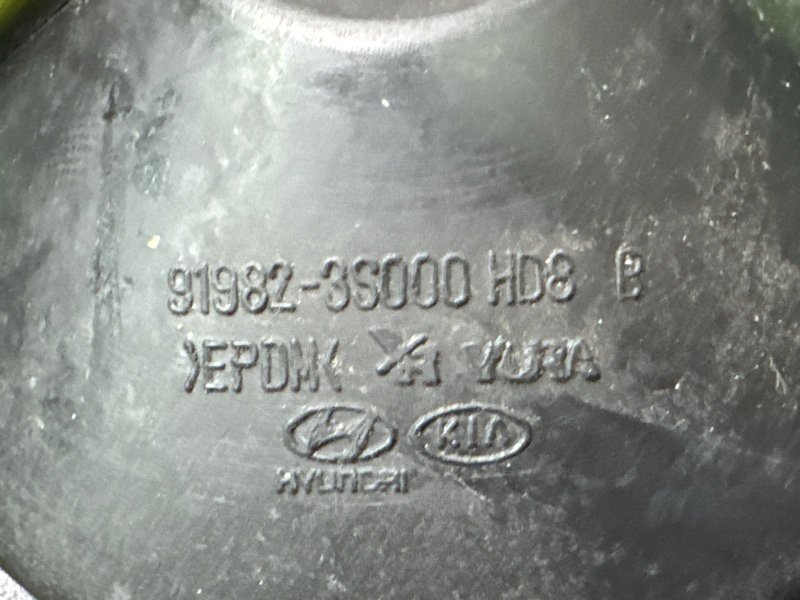 91982-3S000 HD8 B
>EPDM< YURA
KIA
HYUNDAI